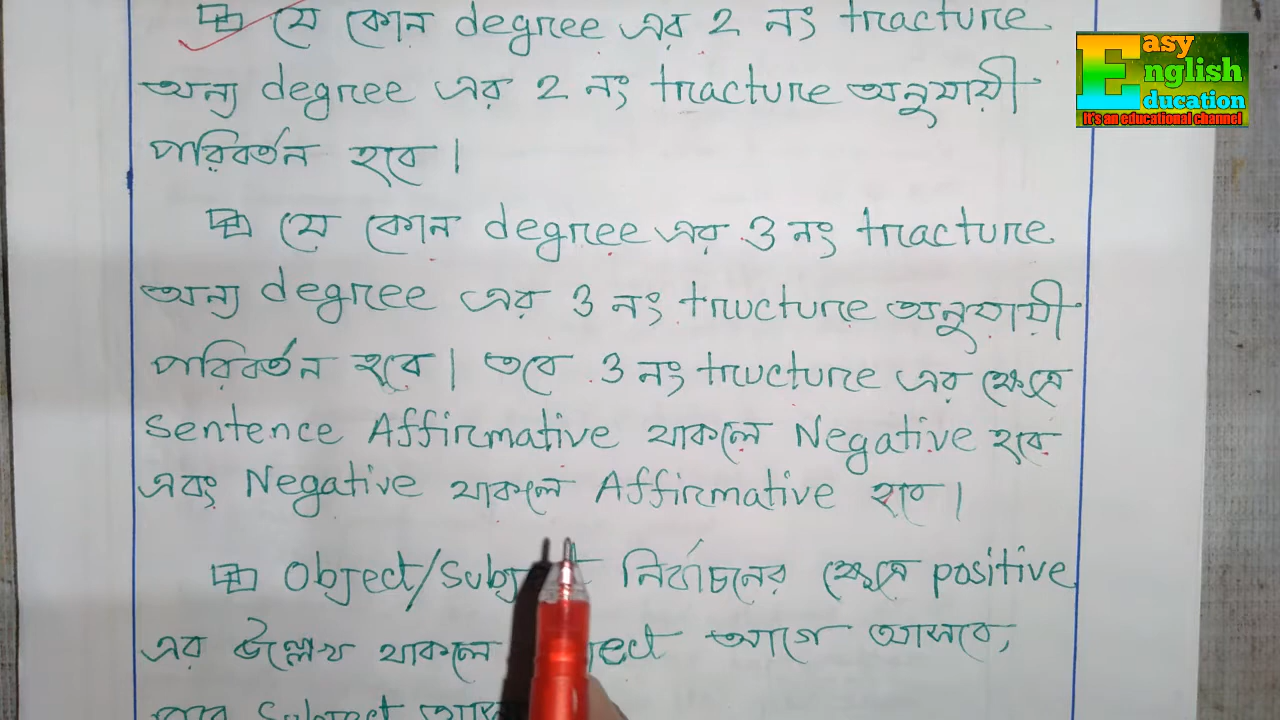 যে কোন degree এর 2 নং tracture
অন্য degree এর 2 নং tracture অনুযায়ী
পরিবর্তন হবে।
যে কোন degree এর 3 নং tracture
অন্য degree এর 3 নং tructure অনুযায়ী
পরিবর্তন হবে। তবে 3 নং tructure এর ক্ষেত্রে
sentence Affirmative থাকলে Negative হবে
এবং Negative থাকলে Affirmative হবে।
Object/Subject নির্বাচনের ক্ষেত্রে positive
এর উল্লেখ থাকলে আগে আসবে,
পরে Subject
Easy
English
Education
It's an educational channel